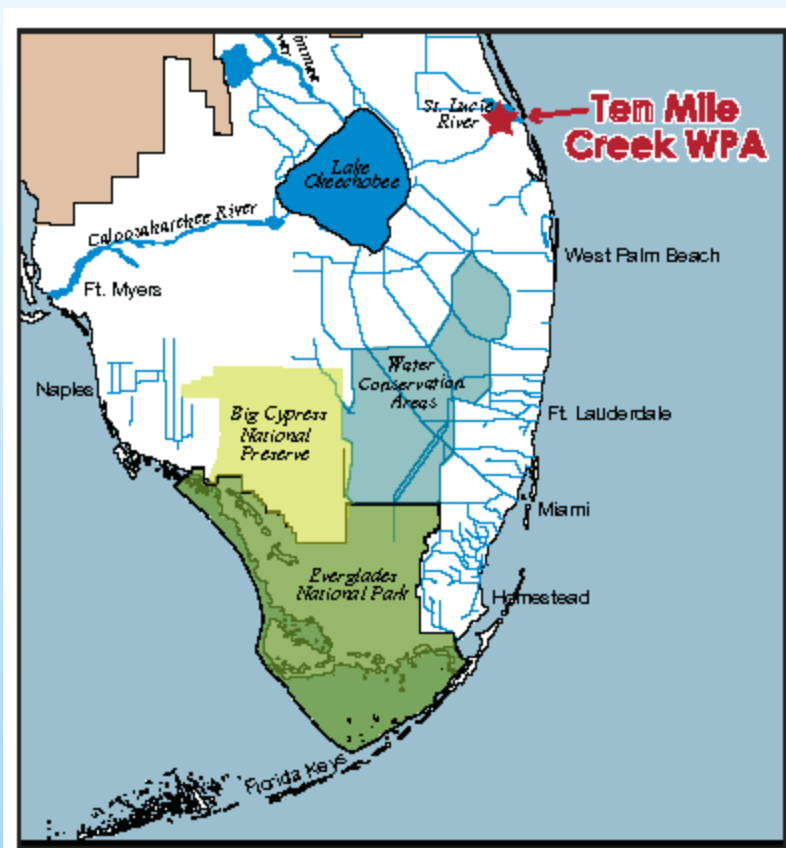 St. Lucie
River
Ten Mile
Creek WPA
Lake
Okeechobee
Caloosahatchee River
West Palm Beach
Ft. Myers
Water
Conservation
Areas
Naples
Big Cypress
National
Preserve
Ft. Lauderdale
Miami
Everglades
National Park
Homestead
Florida Keys